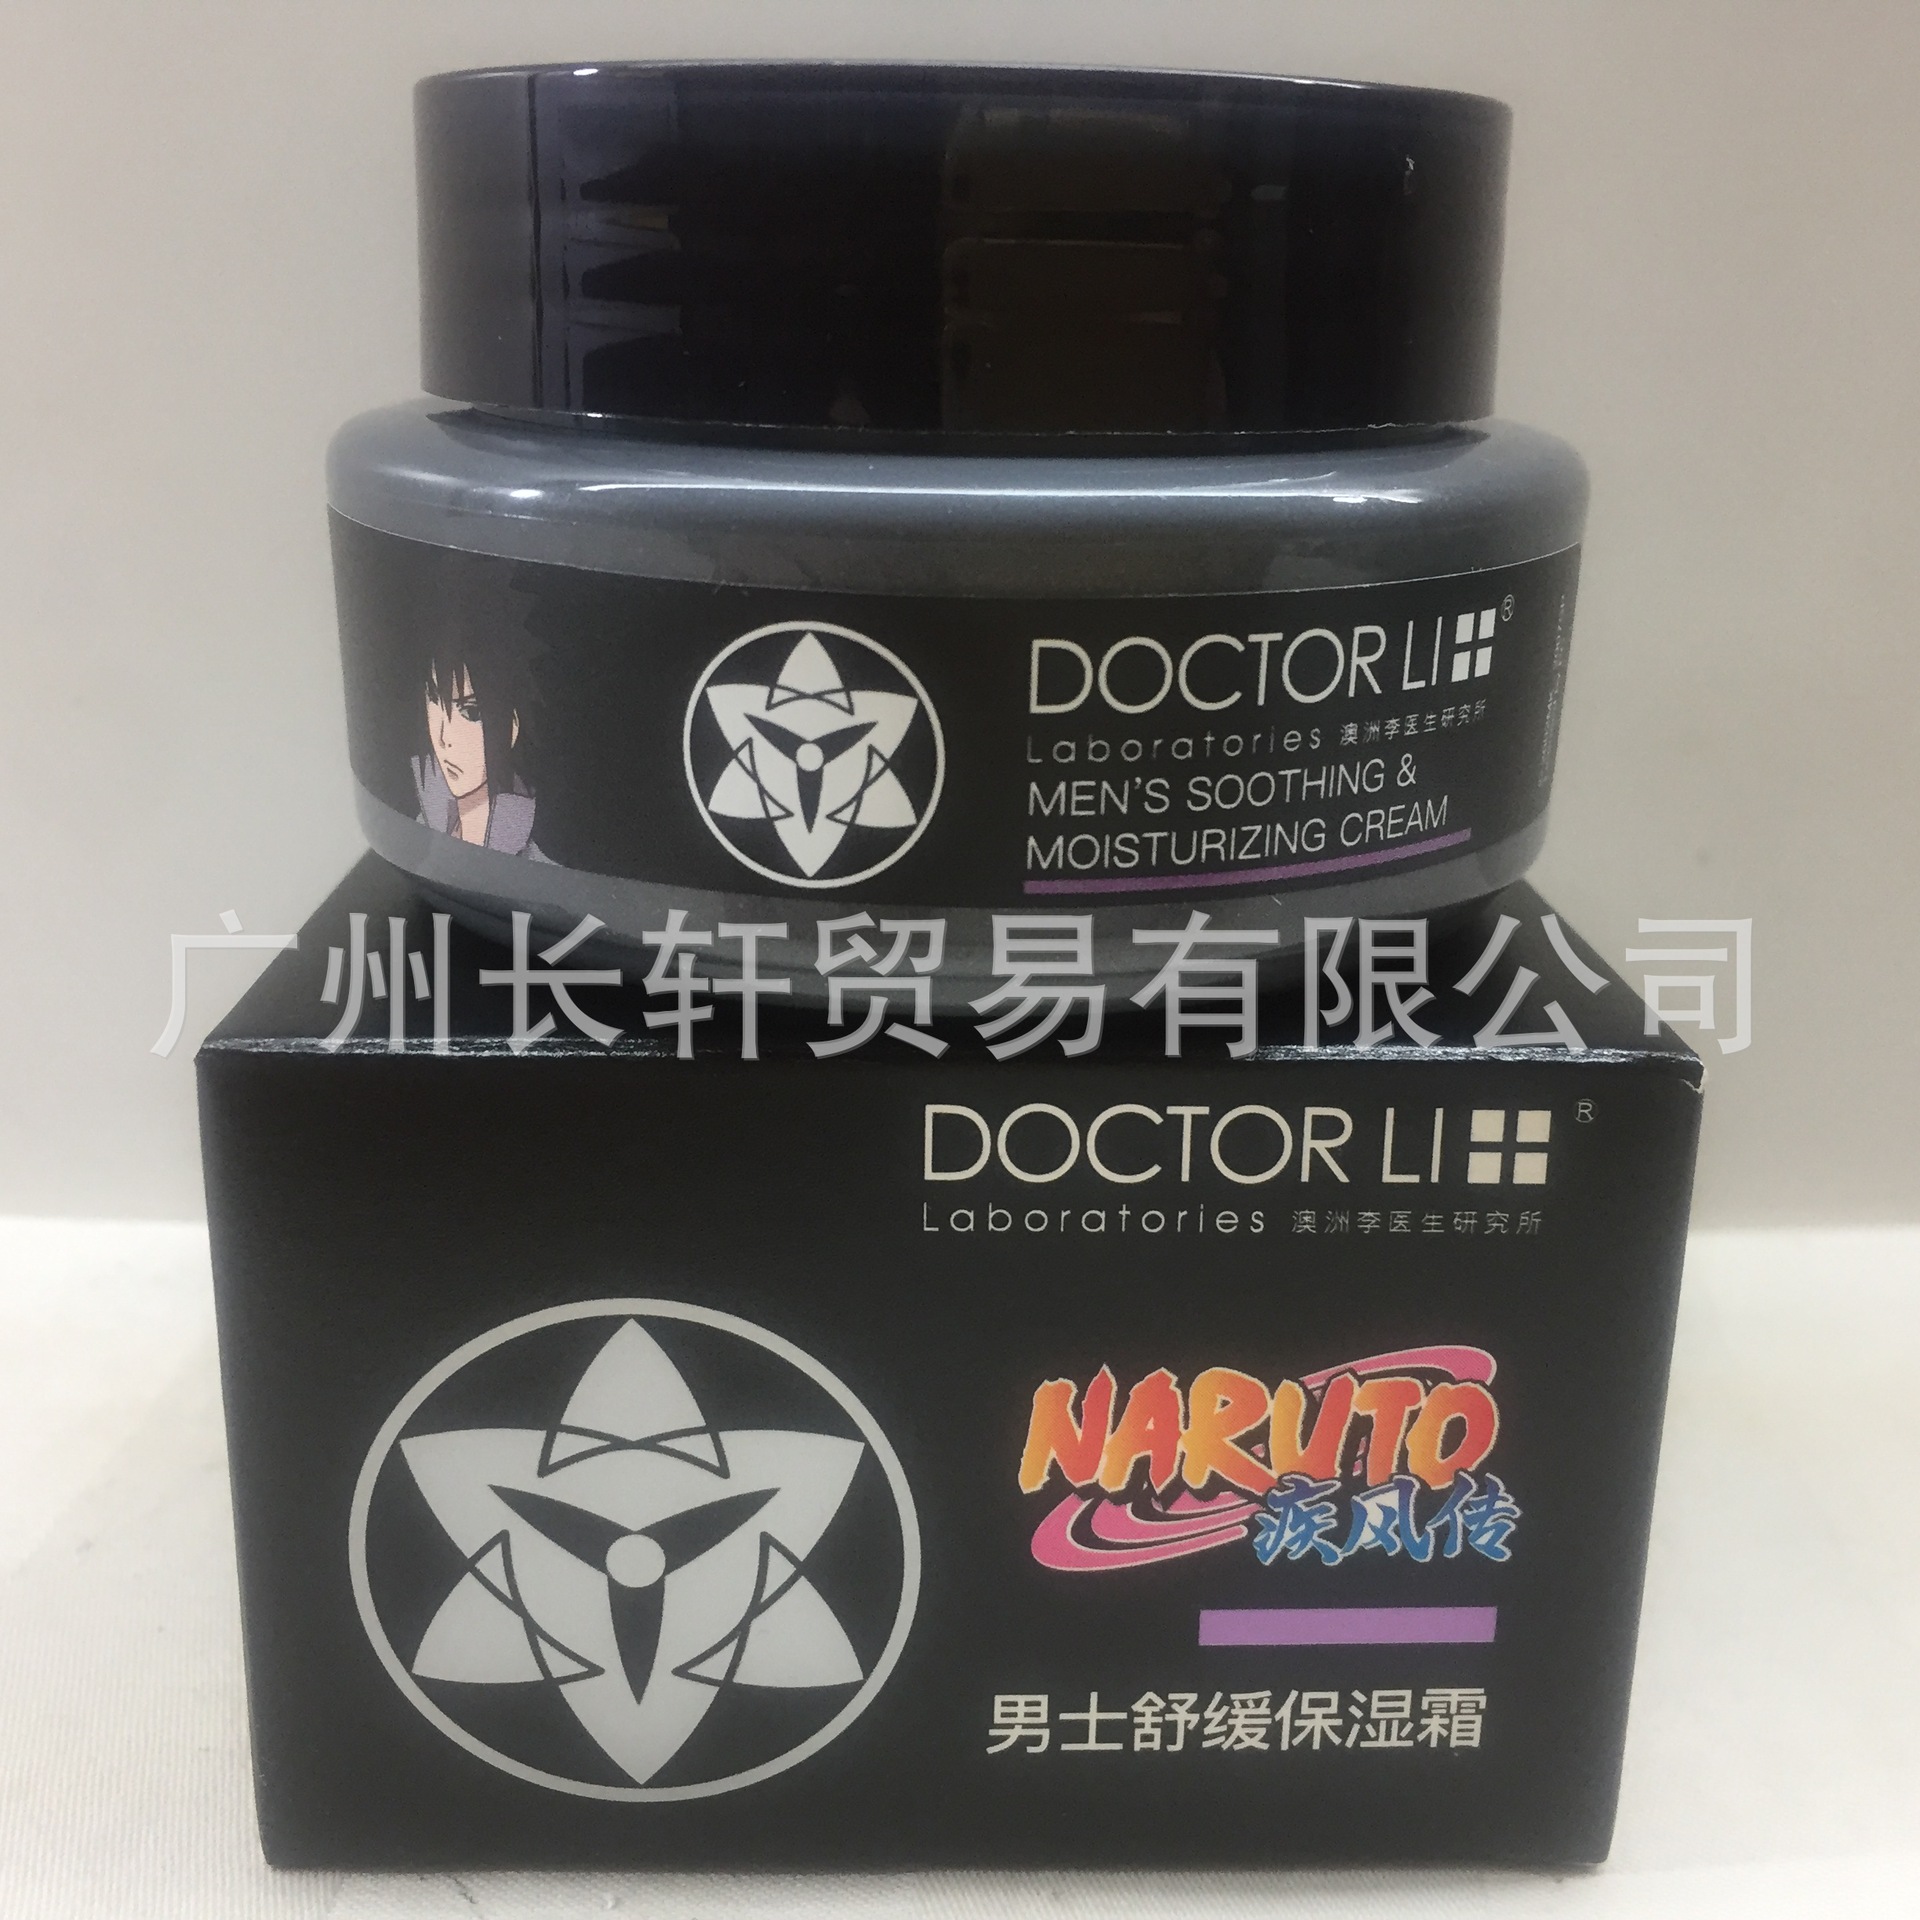 DOCTOR LI ®
Laboratories 澳洲李医生研究所
MEN'S SOOTHING &
MOISTURIZING CREAM
广州长轩贸易有限公司
DOCTOR LI ®
Laboratories 澳洲李医生研究所
NARUTO
疾风传
男士舒缓保湿霜